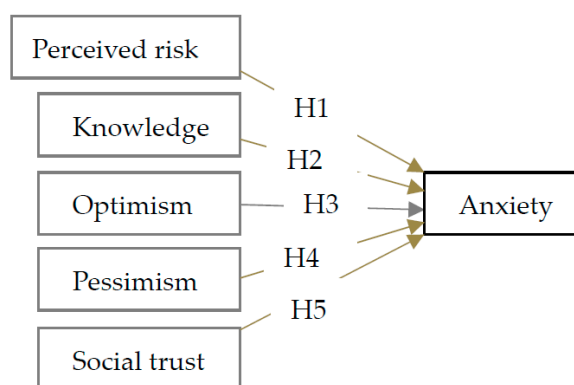 Perceived risk
H1
Knowledge
H2
Optimism
H3
Anxiety
Pessimism
H4
H5
Social trust